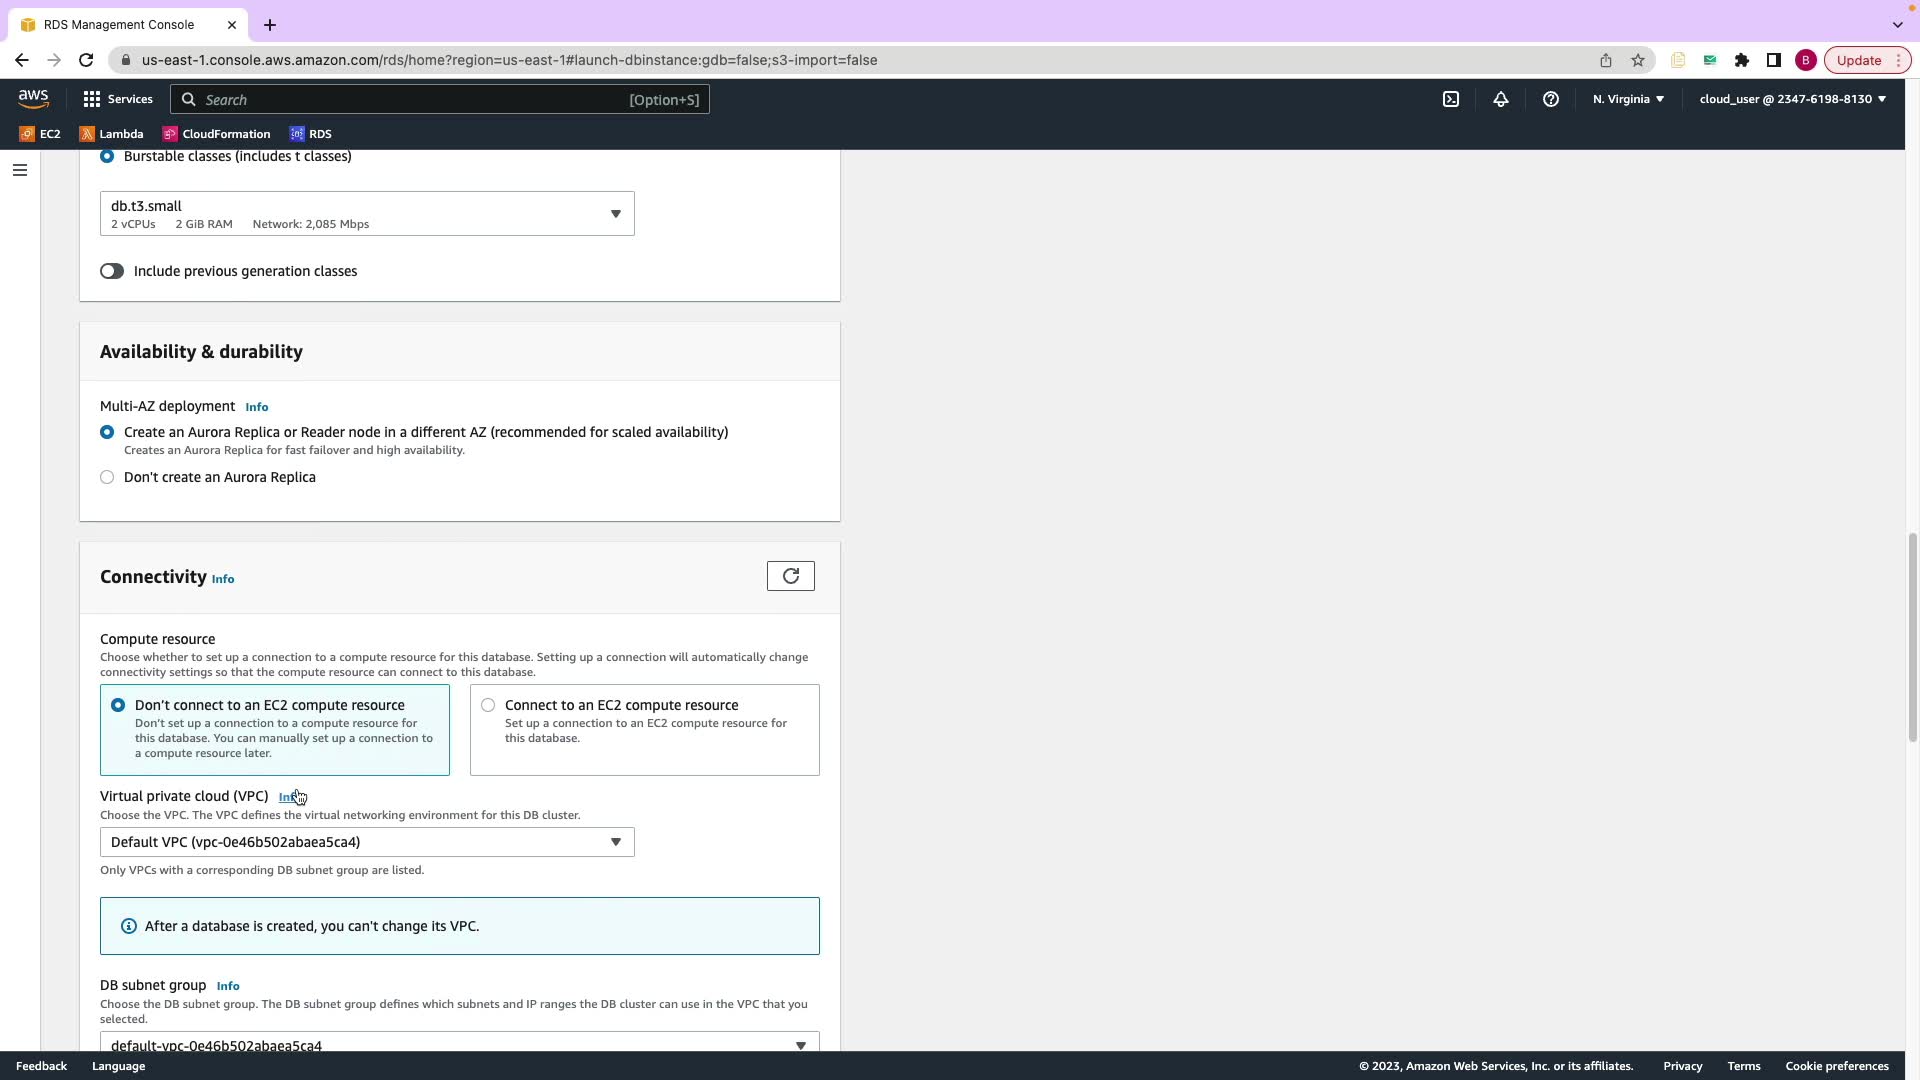 RDS Management Console
us-east-1.console.aws.amazon.com/rds/home?region=us-east-1#launch-dbinstance:gdb=false;s3-import=false
B
Update
aws
Services
Search
[Option+S]
N. Virginia
cloud_user @ 2347-6198-8130
EC2
Lambda
CloudFormation
RDS
Burstable classes (includes t classes)
db.t3.small
2 vCPUs 2 GiB RAM Network: 2,085 Mbps
Include previous generation classes
Availability & durability
Multi-AZ deployment Info
Create an Aurora Replica or Reader node in a different AZ (recommended for scaled availability)
Creates an Aurora Replica for fast failover and high availability.
Don't create an Aurora Replica
Connectivity Info
Compute resource
Choose whether to set up a connection to a compute resource for this database. Setting up a connection will automatically change
connectivity settings so that the compute resource can connect to this database.
Don't connect to an EC2 compute resource
Don't set up a connection to a compute resource for
this database. You can manually set up a connection to
a compute resource later.
Connect to an EC2 compute resource
Set up a connection to an EC2 compute resource for
this database.
Virtual private cloud (VPC) Info
Choose the VPC. The VPC defines the virtual networking environment for this DB cluster.
Default VPC (vpc-0e46b502abaea5ca4)
Only VPCs with a corresponding DB subnet group are listed.
After a database is created, you can't change its VPC.
DB subnet group Info
Choose the DB subnet group. The DB subnet group defines which subnets and IP ranges the DB cluster can use in the VPC that you
selected.
default-vpc-0e46b502abaea5ca4
Feedback Language
© 2023, Amazon Web Services, Inc. or its affiliates. Privacy Terms Cookie preferences